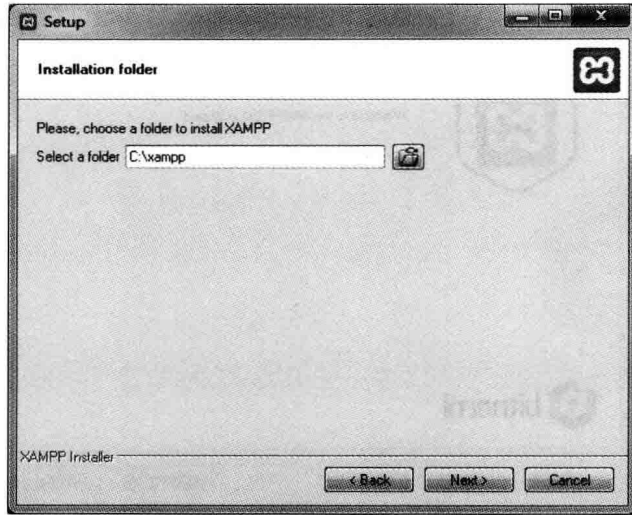 Setup
Installation folder
Please, choose a folder to install XAMPP
Select a folder C:\xampp
XAMPP Installer
< Back Next > Cancel